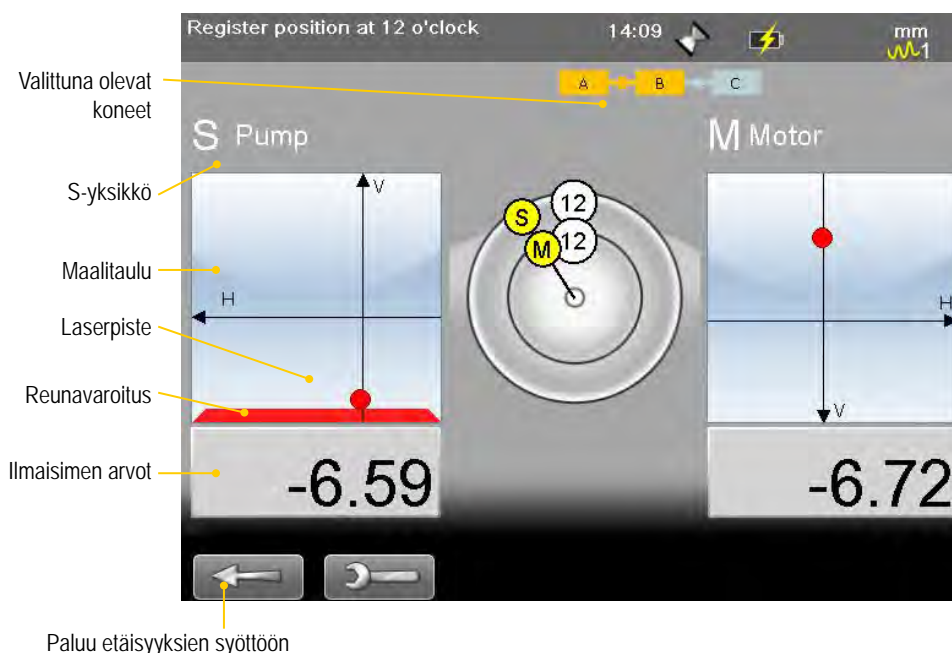 Register position at 12 o'clock
14:09
mm
1
Valittuna olevat
koneet
A
B
C
S Pump
M Motor
S-yksikkö
V
S
12
M
12
Maalitaulu
H
H
Laserpiste
Reunavaroitus
V
Ilmaisimen arvot
-6.59
-6.72
Paluu etäisyyksien syöttöön